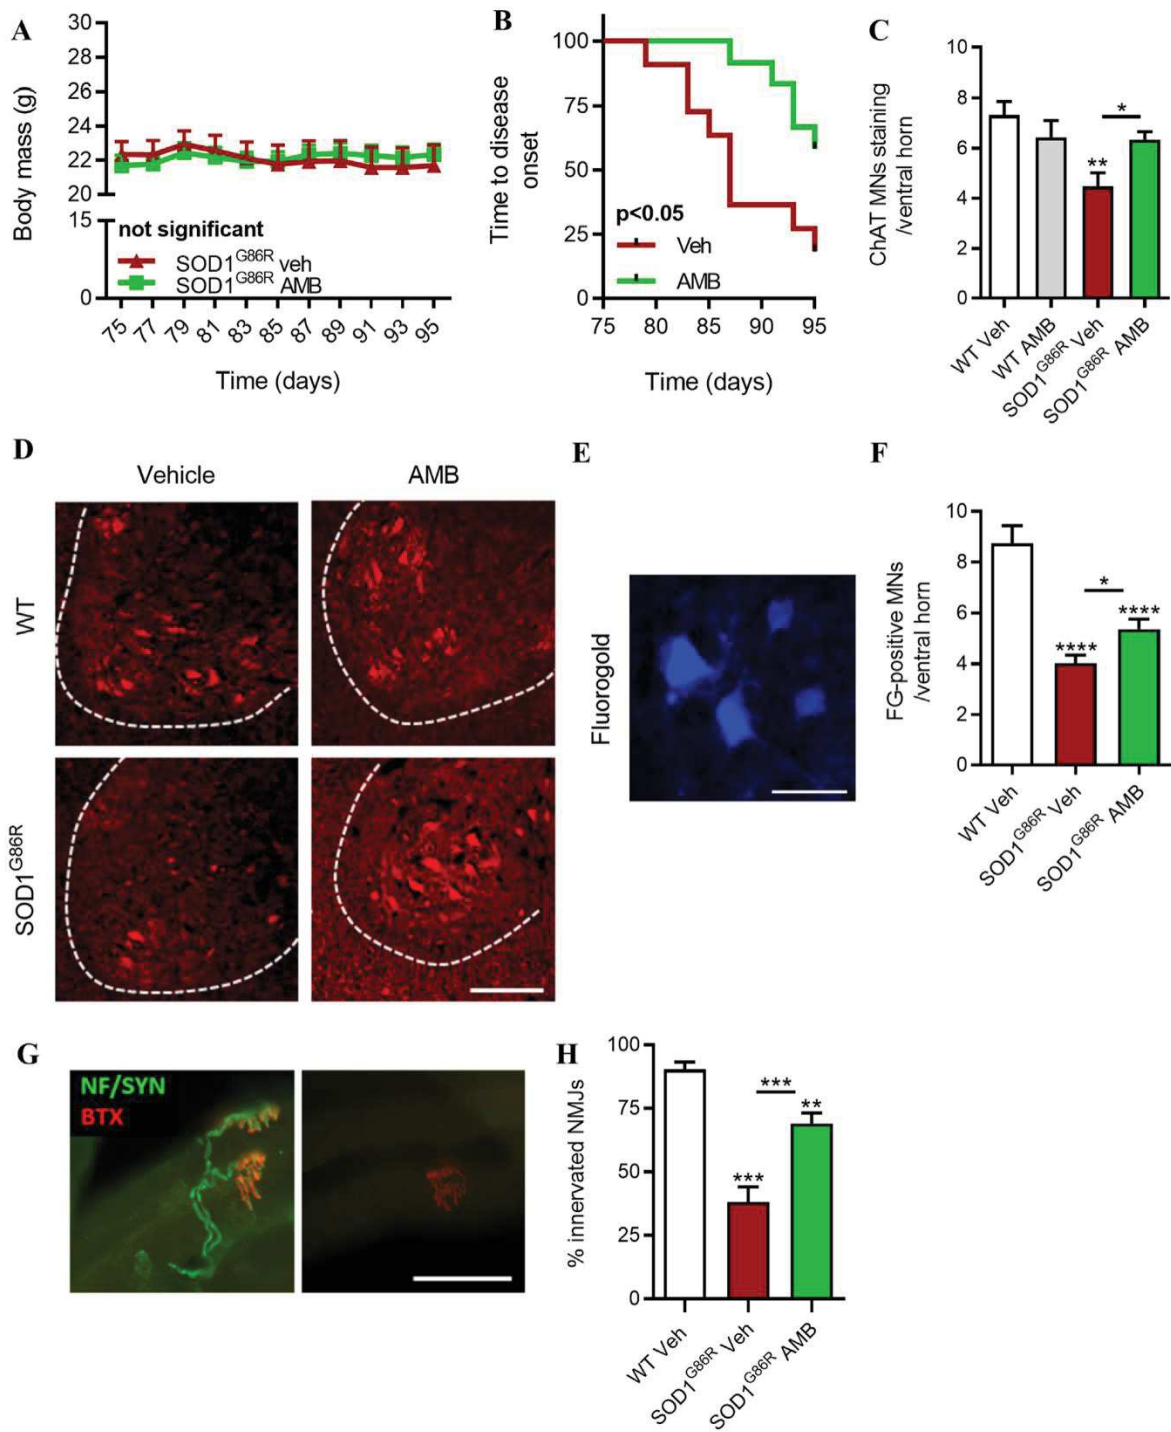 A
Body mass (g)
30
28
26
24
22
20
15
0
not significant
SOD1G86R veh
SOD1G86R AMB
75 77 79 81 83 85 87 89 91 93 95
Time (days)
B
Time to disease
onset
100
75
50
25
0
p<0.05
Veh
AMB
75 80 85 90 95
Time (days)
C
ChAT MNs staining
/ventral horn
10
8
6
4
2
0
**
*
WT Veh
WT AMB
SOD1G86R Veh
SOD1G86R AMB
D
Vehicle AMB
WT
SOD1G86R
E
Fluorogold
F
FG-positive MNs
/ventral horn
10
8
6
4
2
0
****
*
****
WT Veh
SOD1G86R Veh
SOD1G86R AMB
G
NF/SYN
BTX
H
% innervated NMJs
100
75
50
25
0
***
***
**
WT Veh
SOD1G86R Veh
SOD1G86R AMB